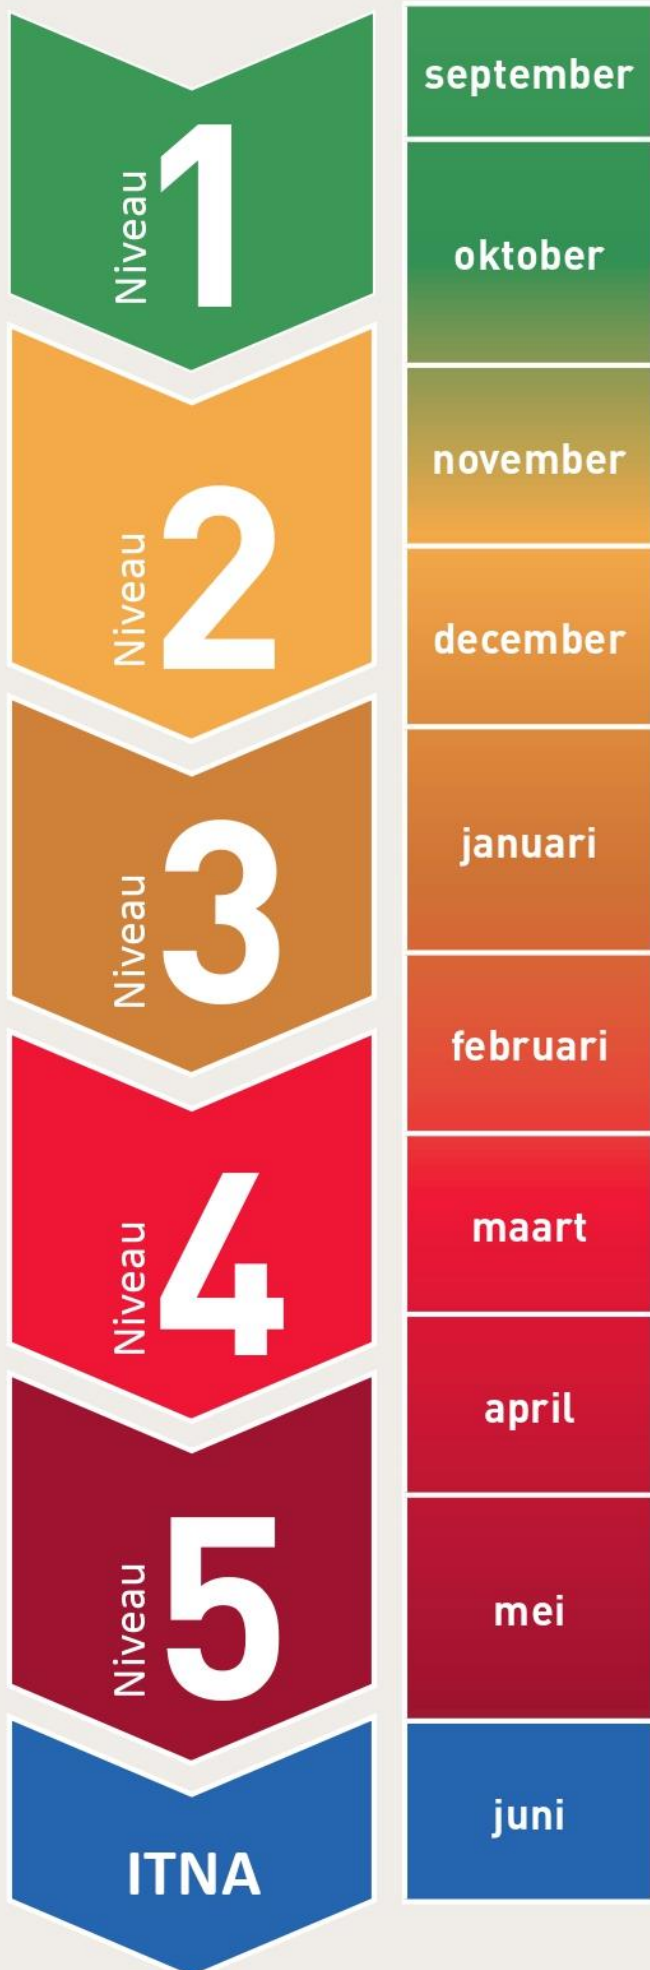 Niveau 1
Niveau 2
Niveau 3
Niveau 4
Niveau 5
ITNA
september
oktober
november
december
januari
februari
maart
april
mei
juni